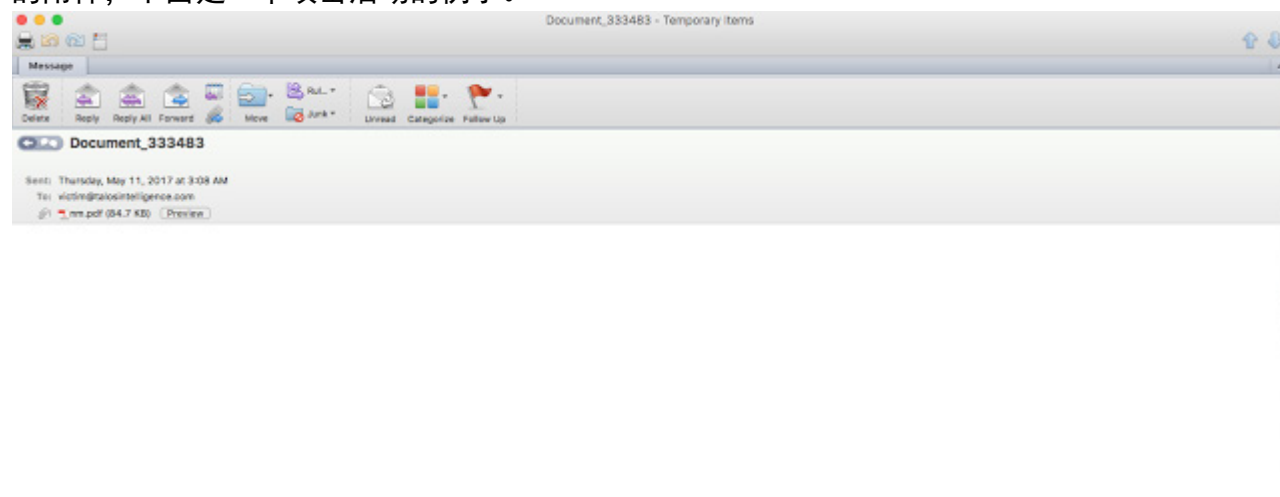 Document_333483 - Temporary Items
Message
Rul...
Junk
Delete Reply Reply All Forward Move Unread Categorize Follow Up
Document_333483
Sent: Thursday, May 11, 2017 at 3:08 AM
To: victim@talosintelligence.com
nm.pdf (84.7 KB) Preview